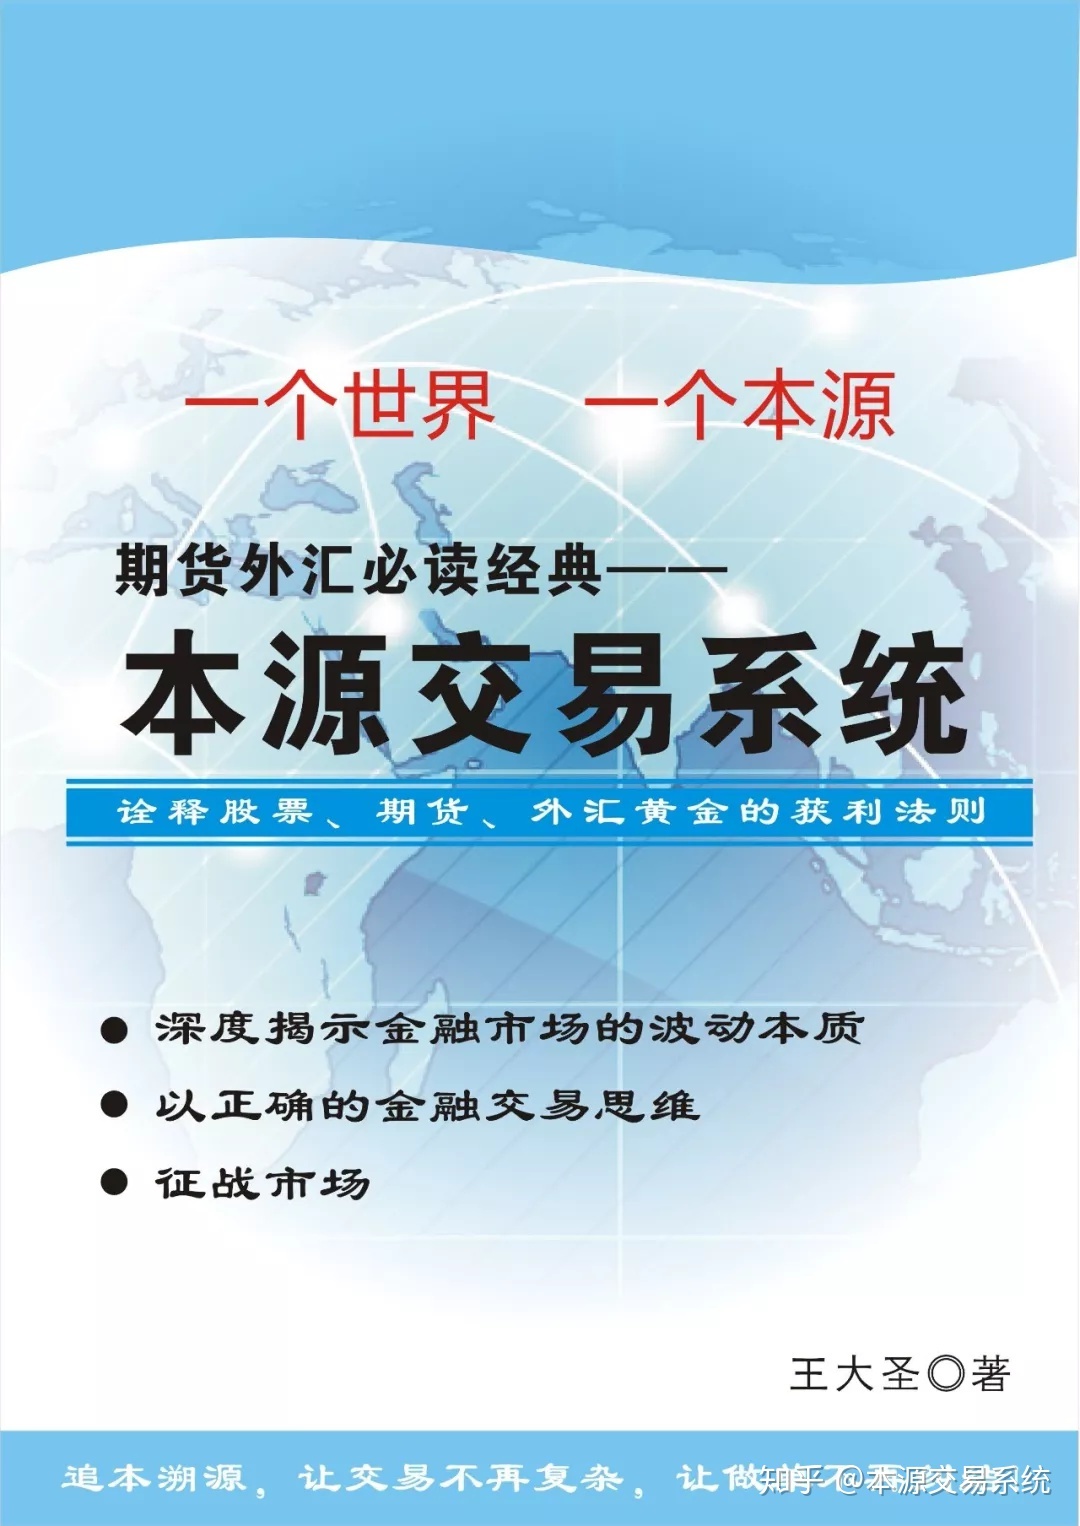 一个世界 一个本源
期货外汇必读经典——
本源交易系统
诠释股票、期货、外汇黄金的获利法则
● 深度揭示金融市场的波动本质
● 以正确的金融交易思维
● 征战市场
王大圣◎著
追本溯源，让交易不再复杂，让做单不再
知乎 @本源交易系统